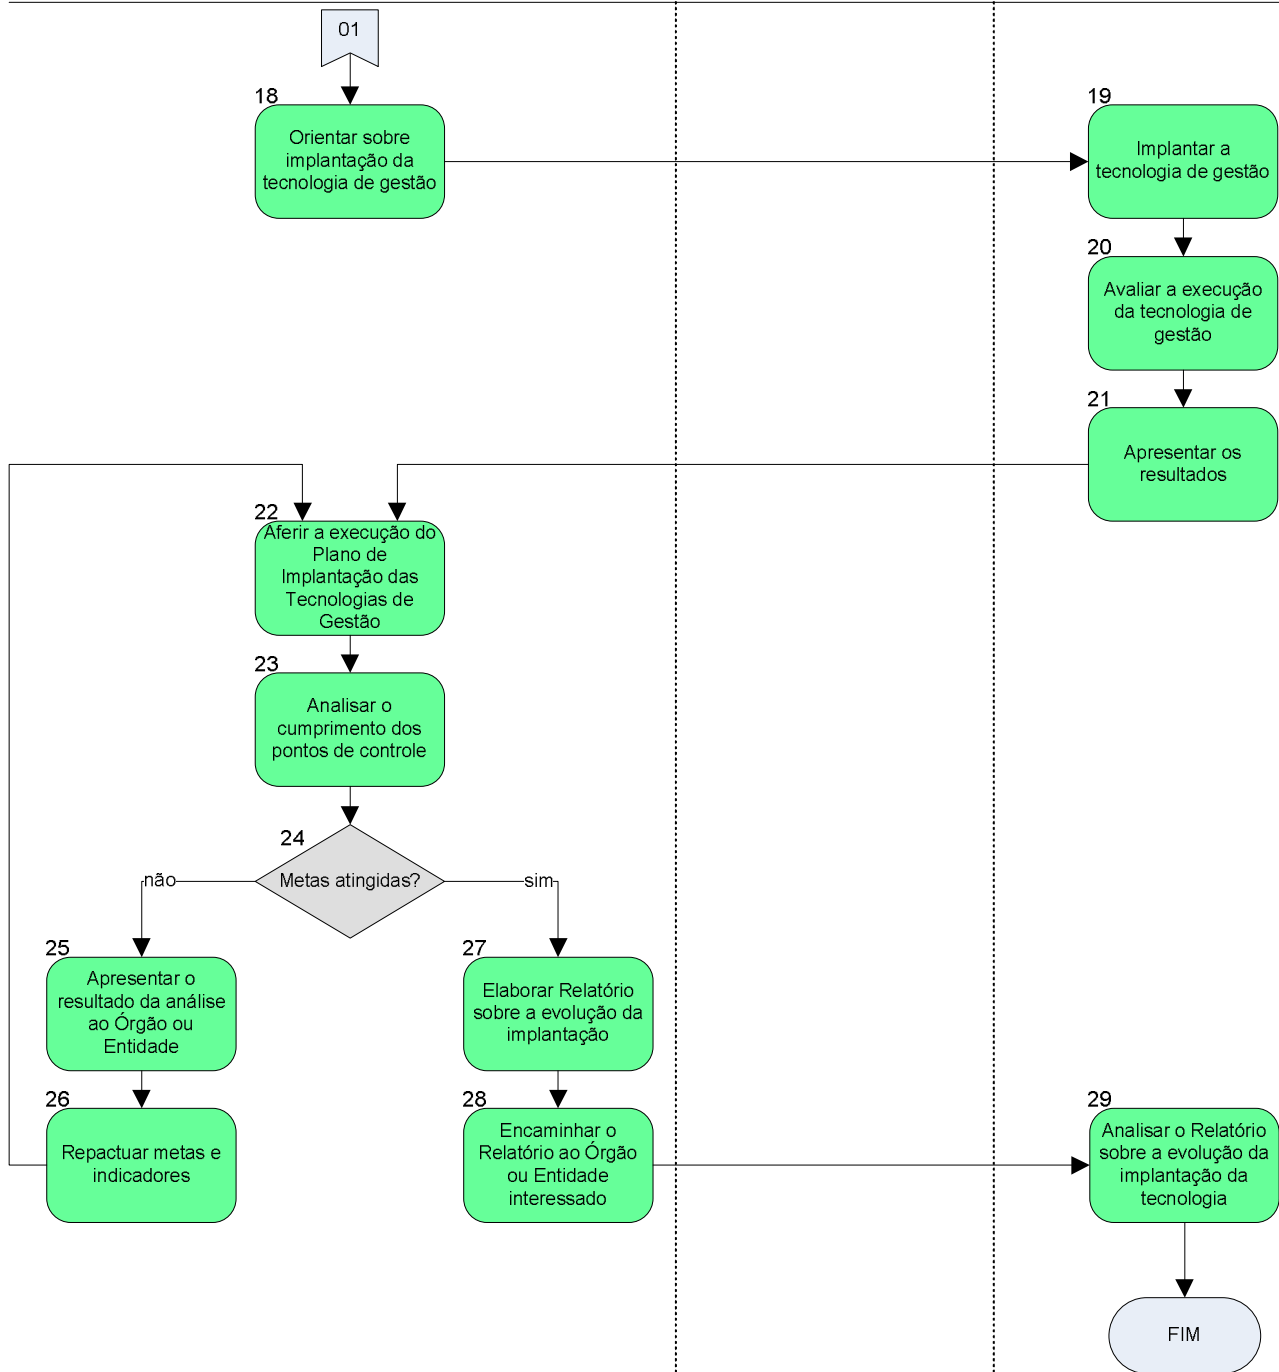 01
18
Orientar sobre
implantação da
tecnologia de gestão
19
Implantar a
tecnologia de gestão
20
Avaliar a execução
da tecnologia de
gestão
21
Apresentar os
resultados
22
Aferir a execução do
Plano de
Implantação das
Tecnologias de
Gestão
23
Analisar o
cumprimento dos
pontos de controle
24
Metas atingidas?
não
sim
25
Apresentar o
resultado da análise
ao Órgão ou
Entidade
27
Elaborar Relatório
sobre a evolução da
implantação
26
Repactuar metas e
indicadores
28
Encaminhar o
Relatório ao Órgão
ou Entidade
interessado
29
Analisar o Relatório
sobre a evolução da
implantação da
tecnologia
FIM